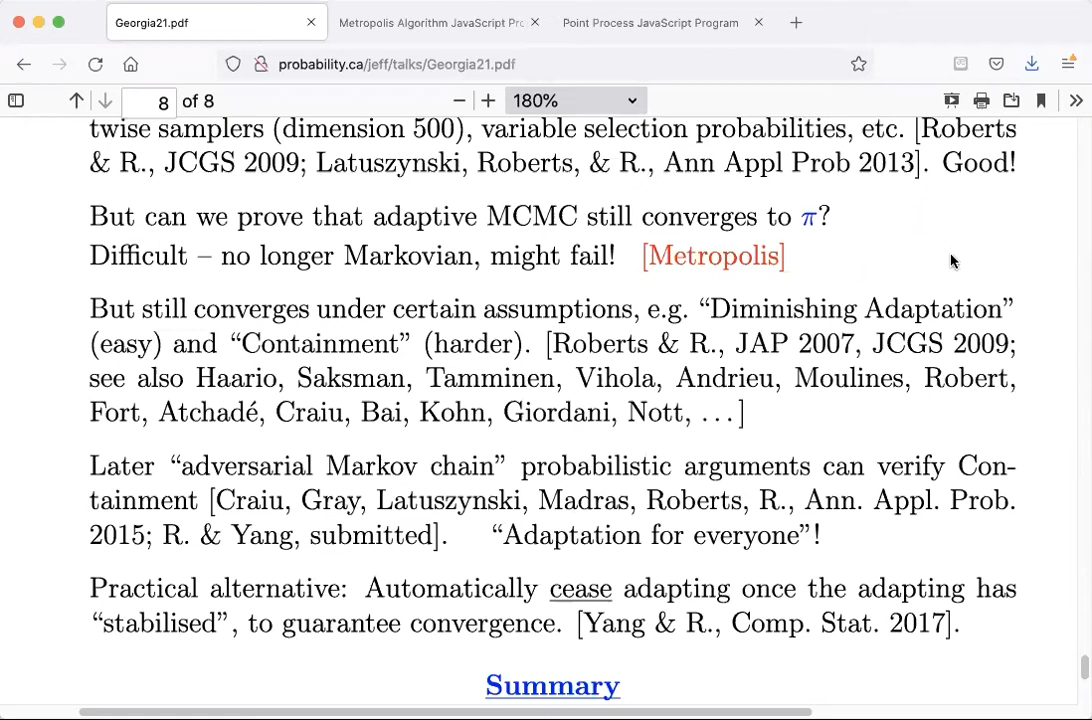 Georgia21.pdf
Metropolis Algorithm JavaScript Pro
Point Process JavaScript Program
probability.ca/jeff/talks/Georgia21.pdf
8 of 8
180%
twise samplers (dimension 500), variable selection probabilities, etc. [Roberts
& R., JCGS 2009; Latuszynski, Roberts, & R., Ann Appl Prob 2013]. Good!
But can we prove that adaptive MCMC still converges to π?
Difficult – no longer Markovian, might fail! [Metropolis]
But still converges under certain assumptions, e.g. “Diminishing Adaptation”
(easy) and “Containment” (harder). [Roberts & R., JAP 2007, JCGS 2009;
see also Haario, Saksman, Tamminen, Vihola, Andrieu, Moulines, Robert,
Fort, Atchadé, Craiu, Bai, Kohn, Giordani, Nott, ...]
Later “adversarial Markov chain” probabilistic arguments can verify Con-
tainment [Craiu, Gray, Latuszynski, Madras, Roberts, R., Ann. Appl. Prob.
2015; R. & Yang, submitted]. “Adaptation for everyone”!
Practical alternative: Automatically cease adapting once the adapting has
“stabilised”, to guarantee convergence. [Yang & R., Comp. Stat. 2017].
Summary